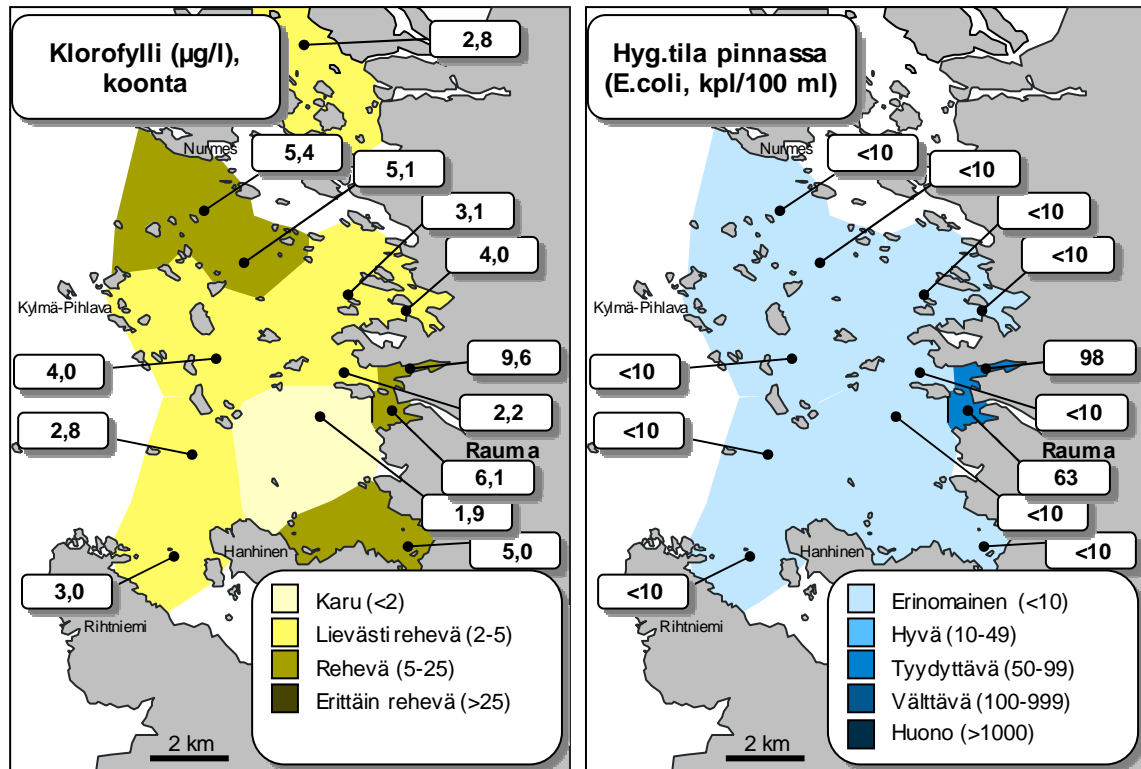 Klorofylli (µg/l),
koonta
2,8
Nurmes
5,4
5,1
3,1
4,0
Kylmä-Pihlava
9,6
4,0
2,2
2,8
Rauma
6,1
1,9
Hanhinen
5,0
3,0
Rihtniemi
Karu (<2)
Lievästi rehevä (2-5)
Rehevä (5-25)
Erittäin rehevä (>25)
2 km
Hyg.tila pinnassa
(E.coli, kpl/100 ml)
Nurmes
<10
<10
<10
<10
Kylmä-Pihlava
98
<10
<10
<10
Rauma
63
<10
Hanhinen
<10
<10
Rihtniemi
Erinomainen (<10)
Hyvä (10-49)
Tyydyttävä (50-99)
Välttävä (100-999)
Huono (>1000)
2 km